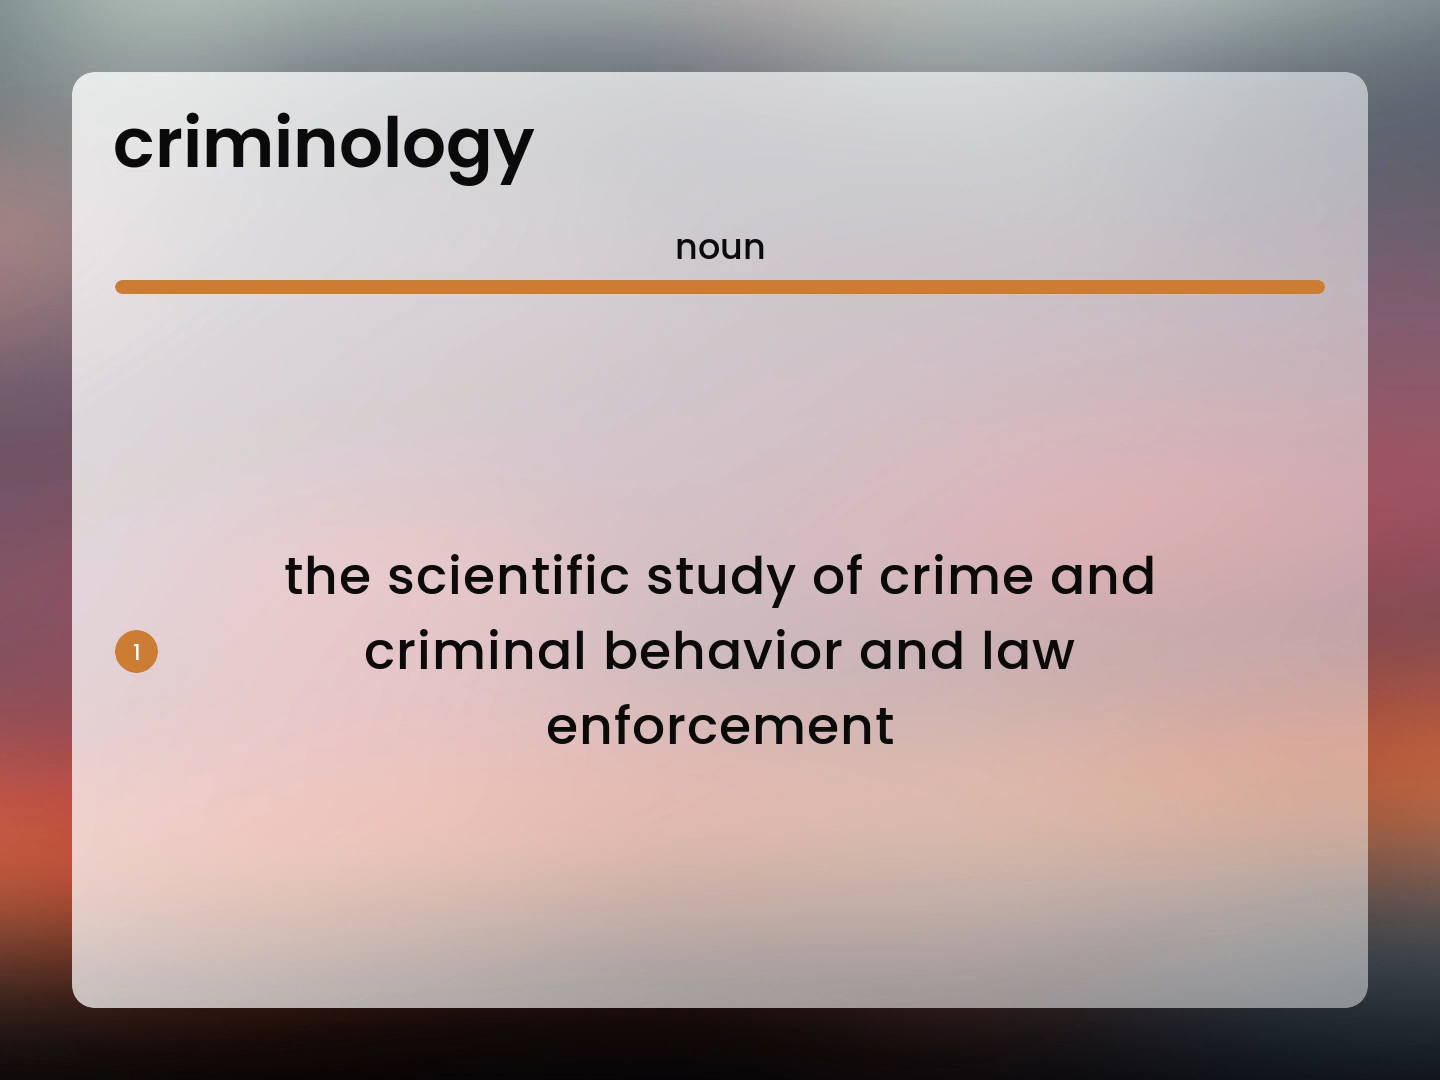 criminology
noun
1
the scientific study of crime and
criminal behavior and law
enforcement